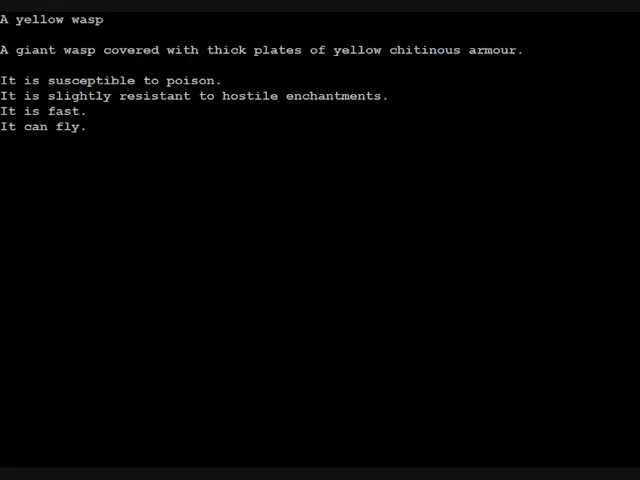 A yellow wasp
A giant wasp covered with thick plates of yellow chitinous armour.
It is susceptible to poison.
It is slightly resistant to hostile enchantments.
It is fast.
It can fly.